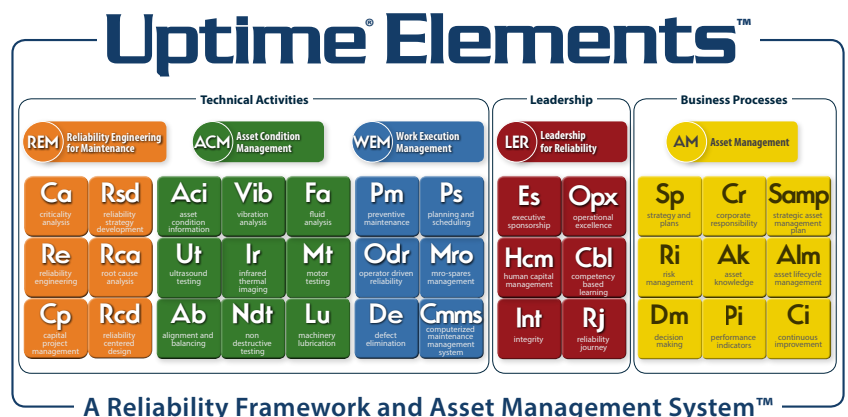 Uptime® Elements™
Technical Activities
Leadership
Business Processes
REM Reliability Engineering
for Maintenance
ACM Asset Condition
Management
WEM Work Execution
Management
LER Leadership
for Reliability
AM Asset Management
Ca
criticality
analysis
Rsd
reliability
strategy
development
Aci
asset
condition
information
Vib
vibration
analysis
Fa
fluid
analysis
Pm
preventive
maintenance
Ps
planning and
scheduling
Es
executive
sponsorship
Opx
operational
excellence
Sp
strategy and
plans
Cr
corporate
responsibility
Samp
strategic asset
management
plan
Re
reliability
engineering
Rca
root cause
analysis
Ut
ultrasound
testing
Ir
infrared
thermal
imaging
Mt
motor
testing
Odr
operator driven
reliability
Mro
mro-spares
management
Hcm
human capital
management
Cbl
competency
based
learning
Ri
risk
management
Ak
asset
knowledge
Alm
asset lifecycle
management
Cp
capital
project
management
Rcd
reliability
centered
design
Ab
alignment and
balancing
Ndt
non
destructive
testing
Lu
machinery
lubrication
De
defect
elimination
Cmms
computerized
maintenance
management
system
Int
integrity
Rj
reliability
journey
Dm
decision
making
Pi
performance
indicators
Ci
continuous
improvement
A Reliability Framework and Asset Management System™